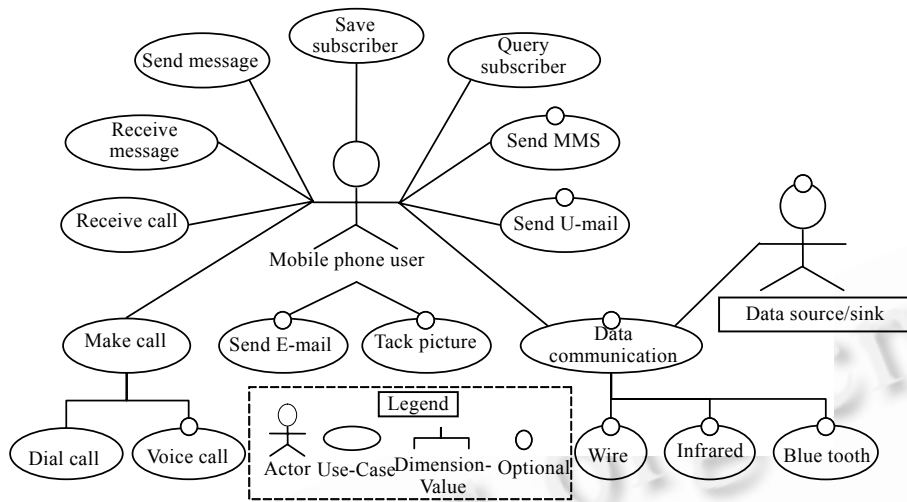 Save
subscriber
Query
subscriber
Send message
Receive
message
Send MMS
Receive call
Send U-mail
Mobile phone user
Data source/sink
Make call
Send E-mail
Tack picture
Data
communication
Legend
Dial call
Voice call
Actor
Use-Case
Dimension-
Value
Optional
Wire
Infrared
Blue tooth